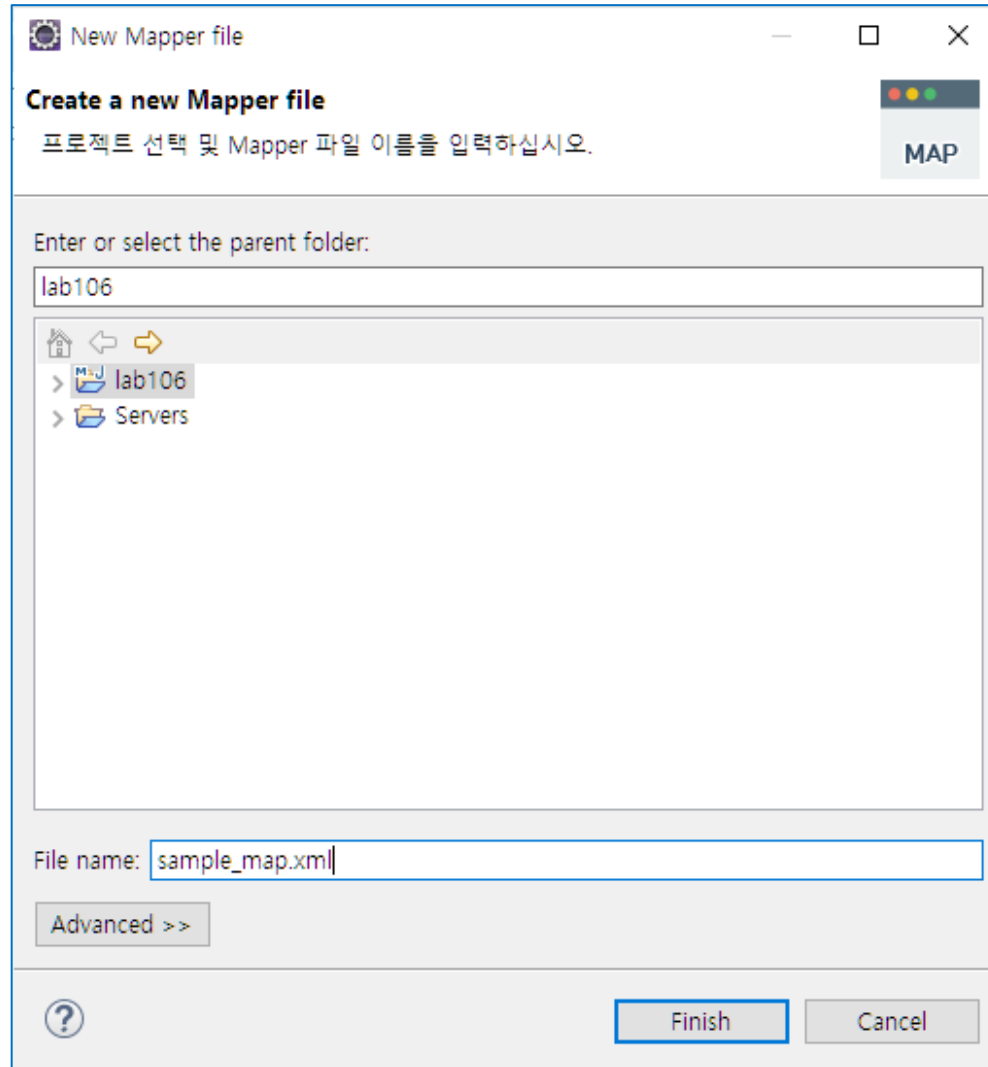 New Mapper file
Create a new Mapper file
프로젝트 선택 및 Mapper 파일 이름을 입력하십시오.
MAP
Enter or select the parent folder:
lab106
lab106
Servers
File name: sample_map.xml
Advanced >>
Finish Cancel